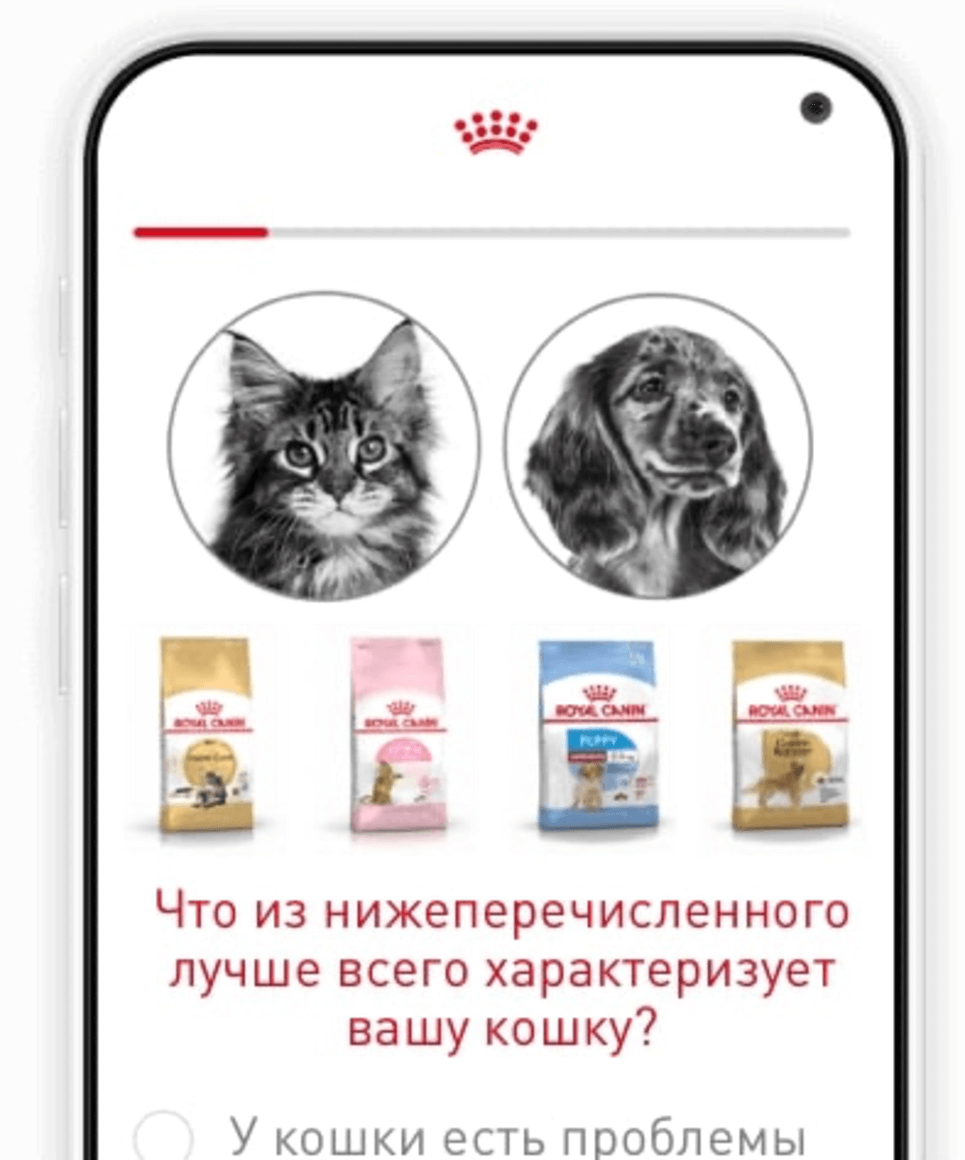 ROYAL CANIN
ROYAL CANIN
ROYAL CANIN
PUPPY
ROYAL CANIN
Что из нижеперечисленного
лучше всего характеризует
вашу кошку?
У кошки есть проблемы